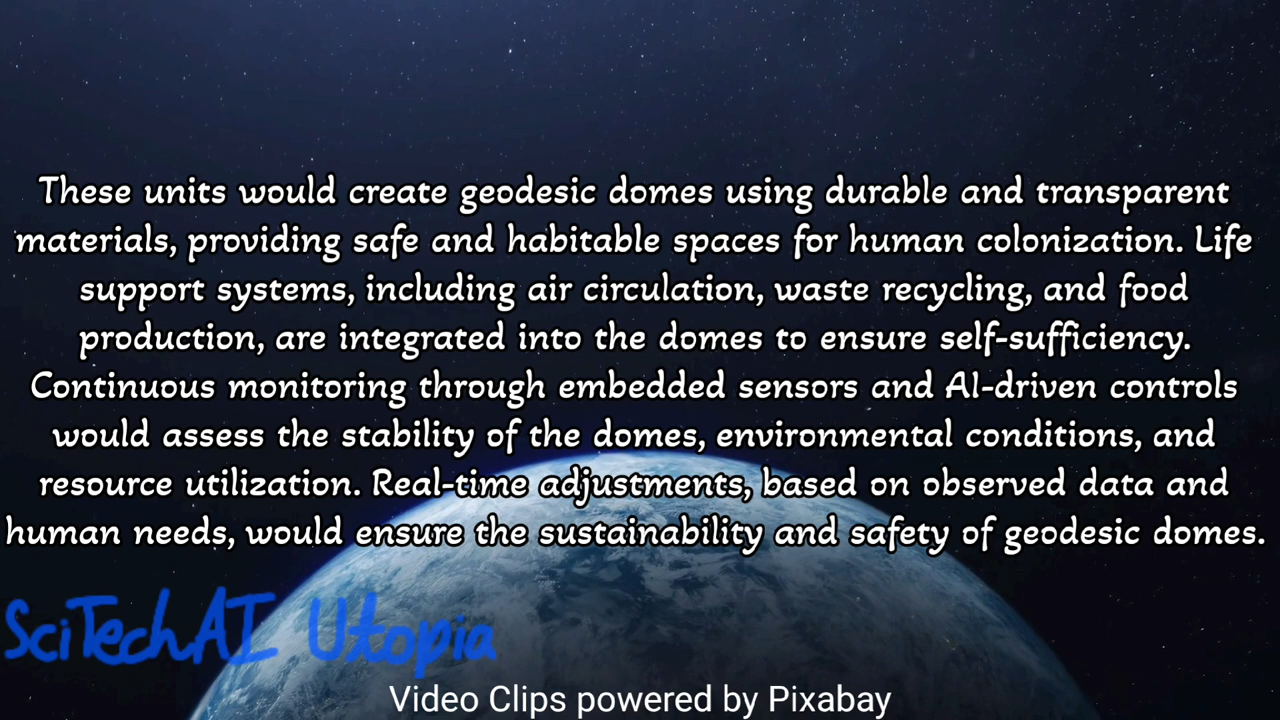 These units would create geodesic domes using durable and transparent
materials, providing safe and habitable spaces for human colonization. Life
support systems, including air circulation, waste recycling, and food
production, are integrated into the domes to ensure self-sufficiency.
Continuous monitoring through embedded sensors and AI-driven controls
would assess the stability of the domes, environmental conditions, and
resource utilization. Real-time adjustments, based on observed data and
human needs, would ensure the sustainability and safety of geodesic domes.
SciTechAI Utopia
Video Clips powered by Pixabay